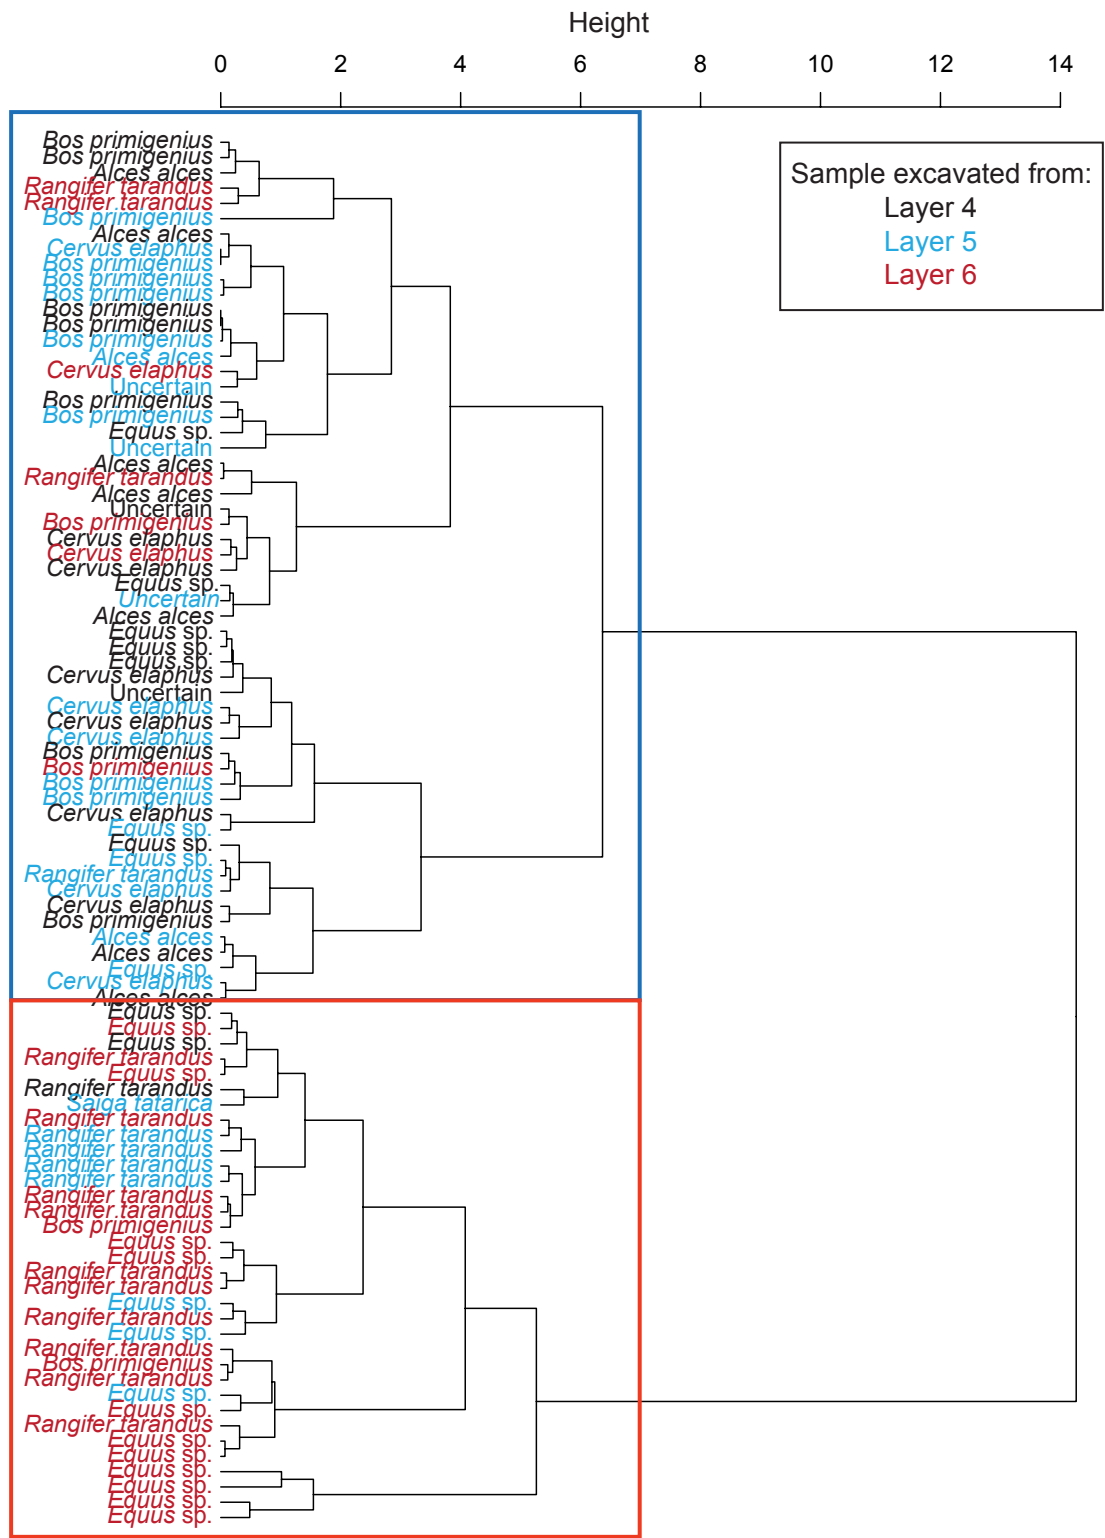 Height
0 2 4 6 8 10 12 14
Sample excavated from:
Layer 4
Layer 5
Layer 6
Bos primigenius
Bos primigenius
Alces alces
Rangifer tarandus
Rangifer tarandus
Bos primigenius
Alces alces
Cervus elaphus
Bos primigenius
Bos primigenius
Bos primigenius
Bos primigenius
Bos primigenius
Bos primigenius
Alces alces
Cervus elaphus
Uncertain
Bos primigenius
Bos primigenius
Equus sp.
Uncertain
Alces alces
Rangifer tarandus
Alces alces
Uncertain
Bos primigenius
Cervus elaphus
Cervus elaphus
Cervus elaphus
Equus sp.
Uncertain
Alces alces
Equus sp.
Equus sp.
Equus sp.
Cervus elaphus
Uncertain
Cervus elaphus
Cervus elaphus
Cervus elaphus
Bos primigenius
Bos primigenius
Bos primigenius
Bos primigenius
Cervus elaphus
Equus sp.
Equus sp.
Equus sp.
Rangifer tarandus
Cervus elaphus
Cervus elaphus
Bos primigenius
Alces alces
Alces alces
Equus sp.
Cervus elaphus
Alces alces
Equus sp.
Equus sp.
Equus sp.
Rangifer tarandus
Equus sp.
Rangifer tarandus
Saiga tatarica
Rangifer tarandus
Rangifer tarandus
Rangifer tarandus
Rangifer tarandus
Rangifer tarandus
Rangifer tarandus
Rangifer tarandus
Bos primigenius
Equus sp.
Equus sp.
Rangifer tarandus
Rangifer tarandus
Equus sp.
Rangifer tarandus
Equus sp.
Rangifer tarandus
Bos primigenius
Rangifer tarandus
Equus sp.
Equus sp.
Rangifer tarandus
Equus sp.
Equus sp.
Equus sp.
Equus sp.
Equus sp.
Equus sp.